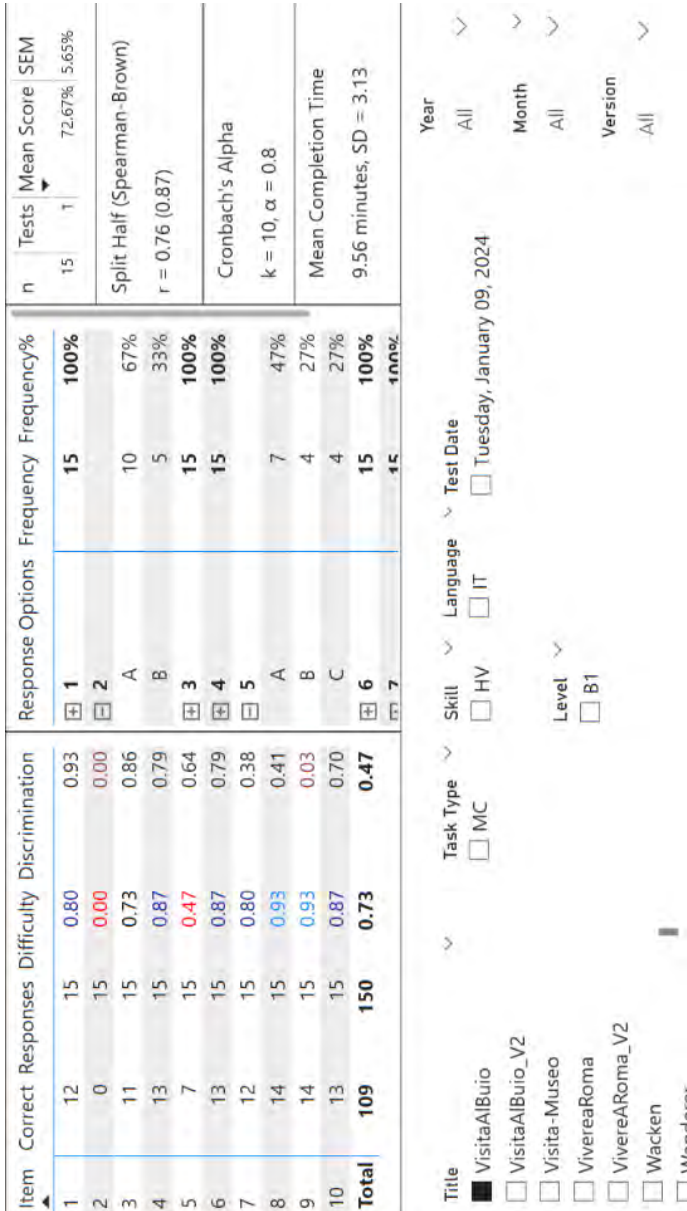 Item Correct Responses Difficulty Discrimination
1 12 15 0.80 0.93
2 0 15 0.00 0.00
3 11 15 0.73 0.86
4 13 15 0.87 0.79
5 7 15 0.47 0.64
6 13 15 0.87 0.79
7 12 15 0.80 0.38
8 14 15 0.93 0.41
9 14 15 0.93 0.03
10 13 15 0.87 0.70
Total 109 150 0.73 0.47
Response Options Frequency Frequency%
1 15 100%
2
A 10 67%
B 5 33%
3 15 100%
4 15 100%
5
A 7 47%
B 4 27%
C 4 27%
6 15 100%
7 15 100%
n Tests Mean Score SEM
15 1 72.67% 5.65%
Split Half (Spearman-Brown)
r = 0.76 (0.87)
Cronbach's Alpha
k = 10, α = 0.8
Mean Completion Time
9.56 minutes, SD = 3.13
Title
VisitaAlBuio
VisitaAlBuio_V2
Visita-Museo
VivereaRoma
VivereARoma_V2
Wacken
Wanderer
Task Type
MC
Skill
HV
Language
IT
Level
B1
Test Date
Tuesday, January 09, 2024
Year
All
Month
All
Version
All